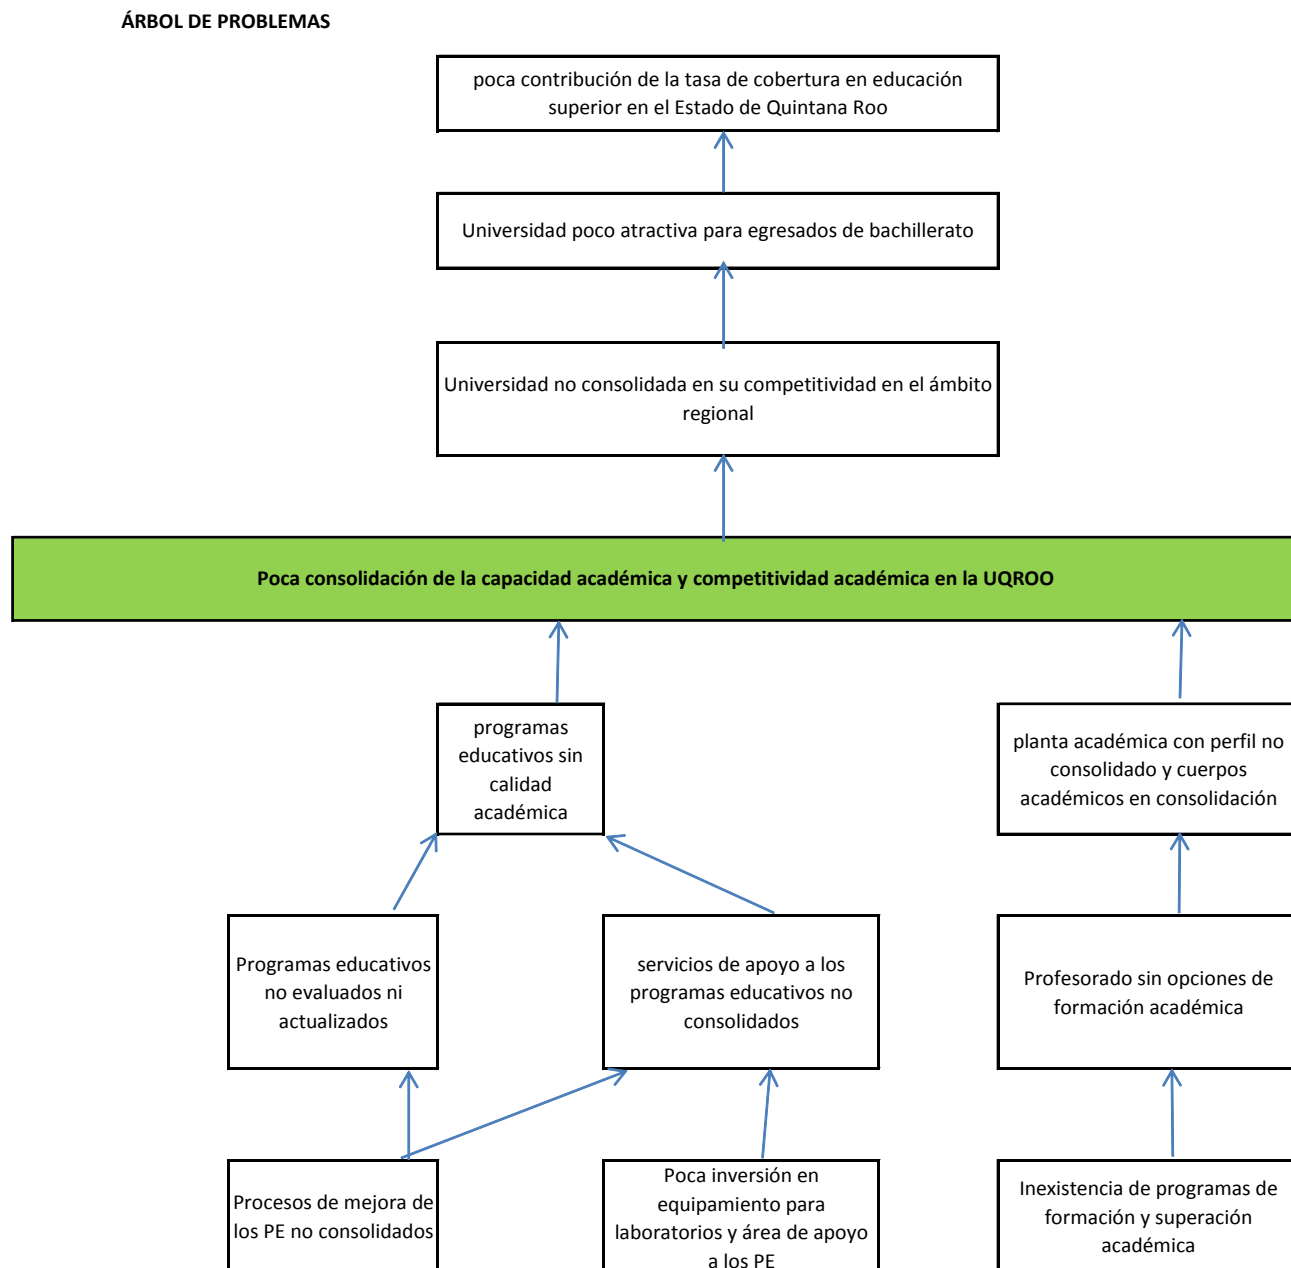 ÁRBOL DE PROBLEMAS
poca contribución de la tasa de cobertura en educación
superior en el Estado de Quintana Roo
Universidad poco atractiva para egresados de bachillerato
Universidad no consolidada en su competitividad en el ámbito
regional
Poca consolidación de la capacidad académica y competitividad académica en la UQROO
programas
educativos sin
calidad
académica
planta académica con perfil no
consolidado y cuerpos
académicos en consolidación
Programas educativos
no evaluados ni
actualizados
servicios de apoyo a los
programas educativos no
consolidados
Profesorado sin opciones de
formación académica
Procesos de mejora de
los PE no consolidados
Poca inversión en
equipamiento para
laboratorios y área de apoyo
a los PE
Inexistencia de programas de
formación y superación
académica